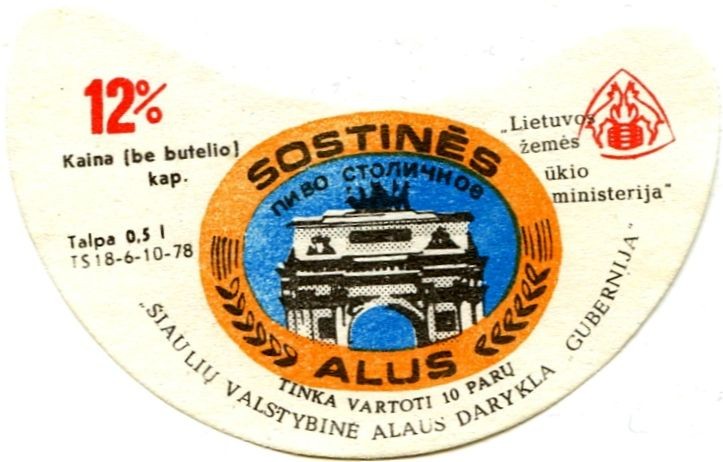 12%
Kaina (be butelio)
kap.
Talpa 0,5 l
TS 18-6-10-78
SOSTINĖS
ПИВО СТОЛИЧНОЕ
ALUS
„Lietuvos
žemės
ūkio
ministerija"
TINKA VARTOTI 10 PARŲ
„ŠIAULIŲ VALSTYBINĖ ALAUS DARYKLA GUBERNIJA"